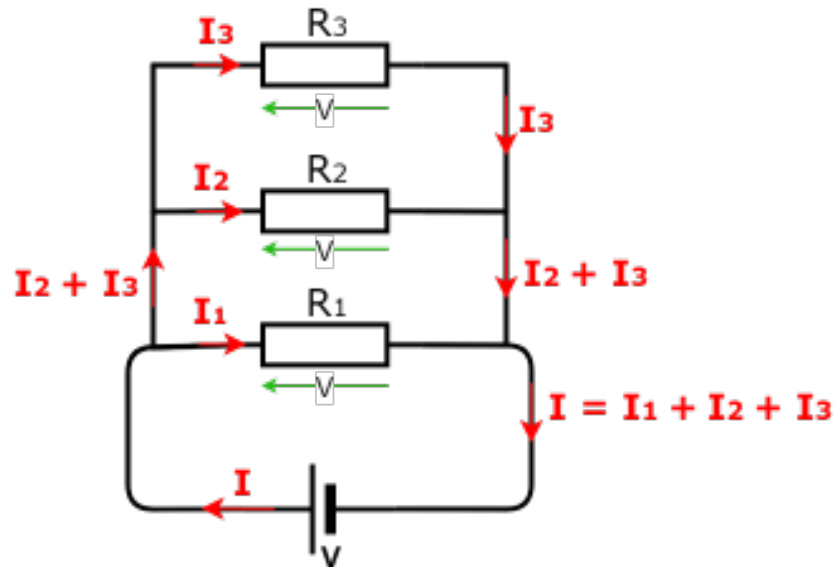 R3
I3
V
I3
R2
I2
V
I2 + I3
I2 + I3
R1
I1
V
I = I1 + I2 + I3
I
V